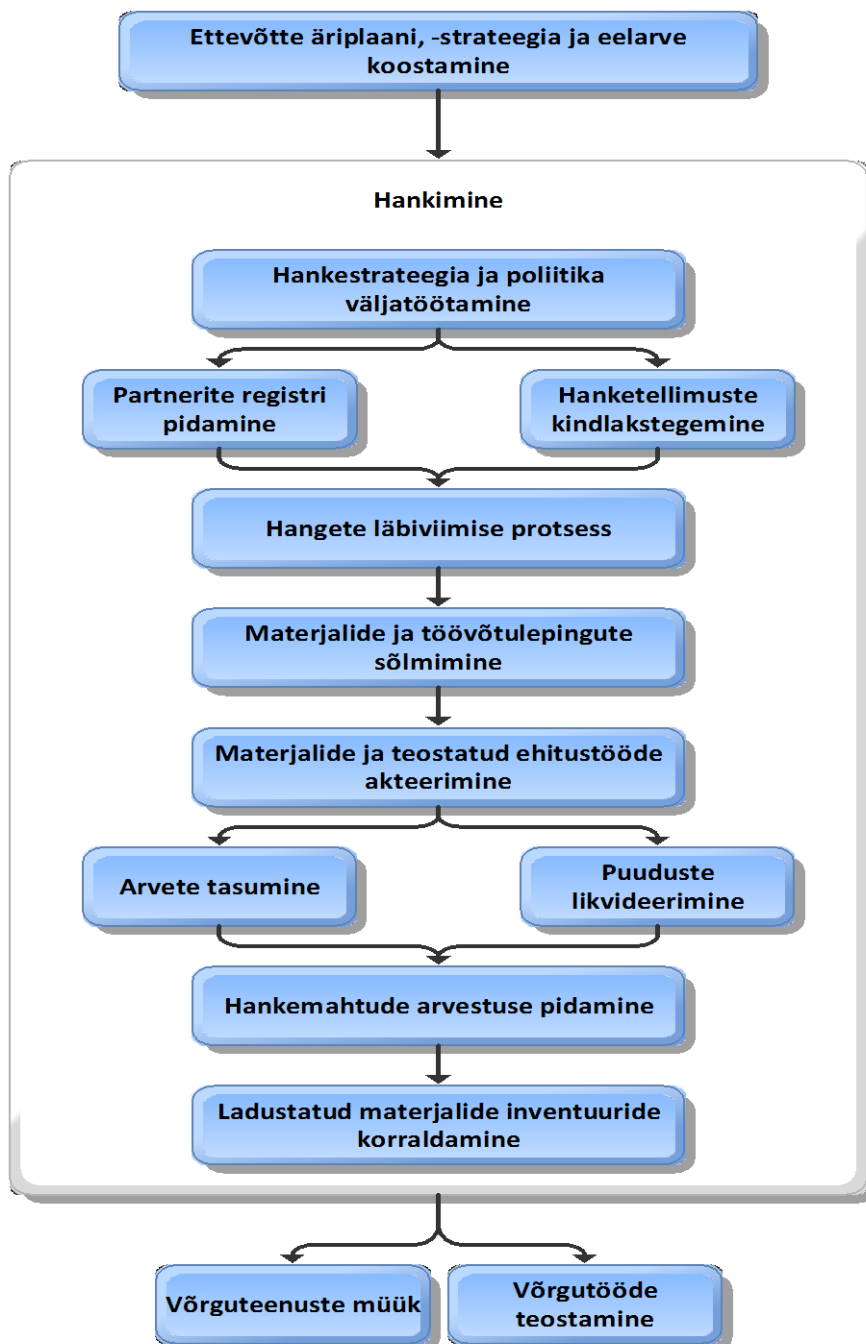 Ettevõtte äriplaani, -strateegia ja eelarve
koostamine
Hankimine
Hankestrateegia ja poliitika
väljatöötamine
Partnerite registri
pidamine
Hanketellimuste
kindlakstegemine
Hangete läbiviimise protsess
Materjalide ja töövõtulepingute
sõlmimine
Materjalide ja teostatud ehitustööde
akteerimine
Arvete tasumine
Puuduste
likvideerimine
Hankemahtude arvestuse pidamine
Ladustatud materjalide inventuuride
korraldamine
Võrguteenuste müük
Võrgutööde
teostamine